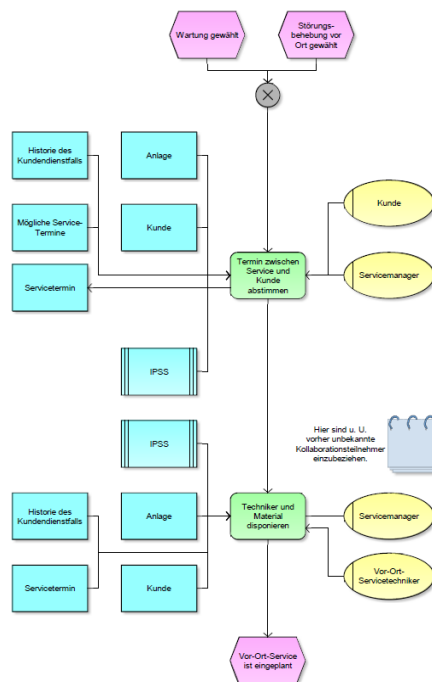 Wartung gewählt
Störungs-
behebung vor
Ort gewählt
Historie des
Kundendienstfalls
Anlage
Mögliche Service-
Termine
Kunde
Kunde
Servicetermin
Termin zwischen
Service und
Kunde
abstimmen
Servicemanager
IPSS
IPSS
Hier sind u. U.
vorher unbekannte
Kollaborationsteilnehmer
einzubeziehen.
Historie des
Kundendienstfalls
Anlage
Techniker und
Material
disponieren
Servicemanager
Servicetermin
Kunde
Vor-Ort-
Servicetechniker
Vor-Ort-Service
ist eingeplant